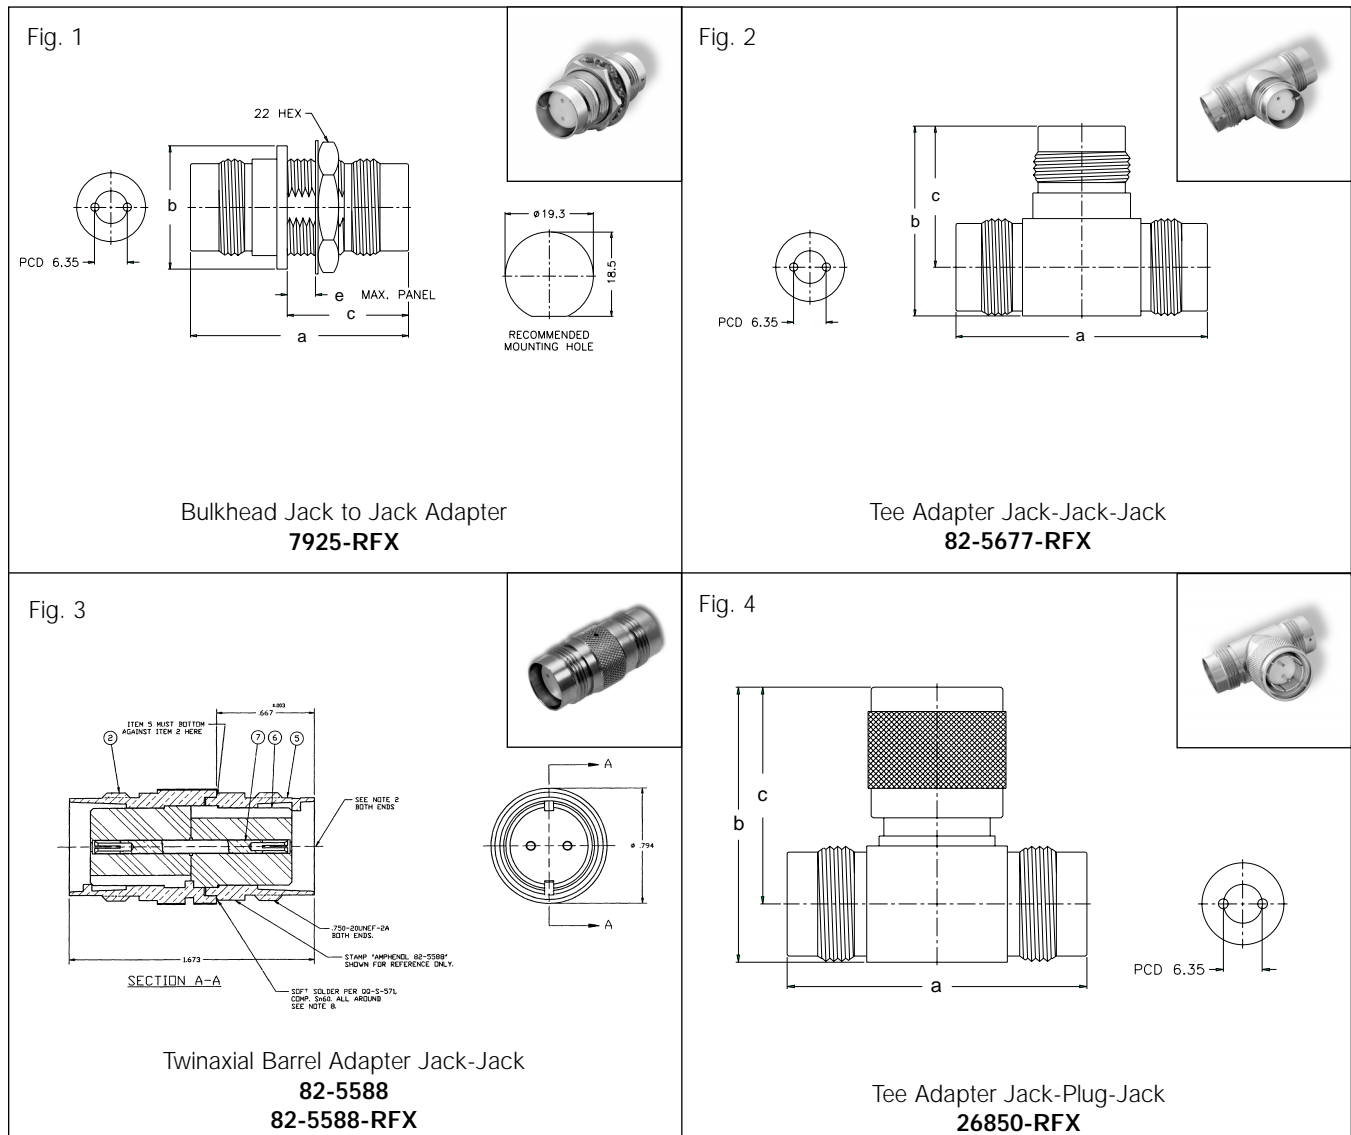 Fig. 1
22 HEX
b
PCD 6.35
e MAX. PANEL
c
a
ø19.3
18.5
RECOMMENDED
MOUNTING HOLE
Bulkhead Jack to Jack Adapter
7925-RFX
Fig. 2
c
b
PCD 6.35
a
Tee Adapter Jack-Jack-Jack
82-5677-RFX
Fig. 3
±.003
.667
ITEM 5 MUST BOTTOM
AGAINST ITEM 2 HERE
2
7
6
5
SEE NOTE 2
BOTH ENDS
A
ø .794
A
.750-20UNEF-2A
BOTH ENDS.
STAMP "AMPHENOL 82-5588"
SHOWN FOR REFERENCE ONLY.
1.673
SECTION A-A
SOFT SOLDER PER QQ-S-571,
COMP. Sn60. ALL AROUND
SEE NOTE 8.
Twinaxial Barrel Adapter Jack-Jack
82-5588
82-5588-RFX
Fig. 4
c
b
PCD 6.35
a
Tee Adapter Jack-Plug-Jack
26850-RFX